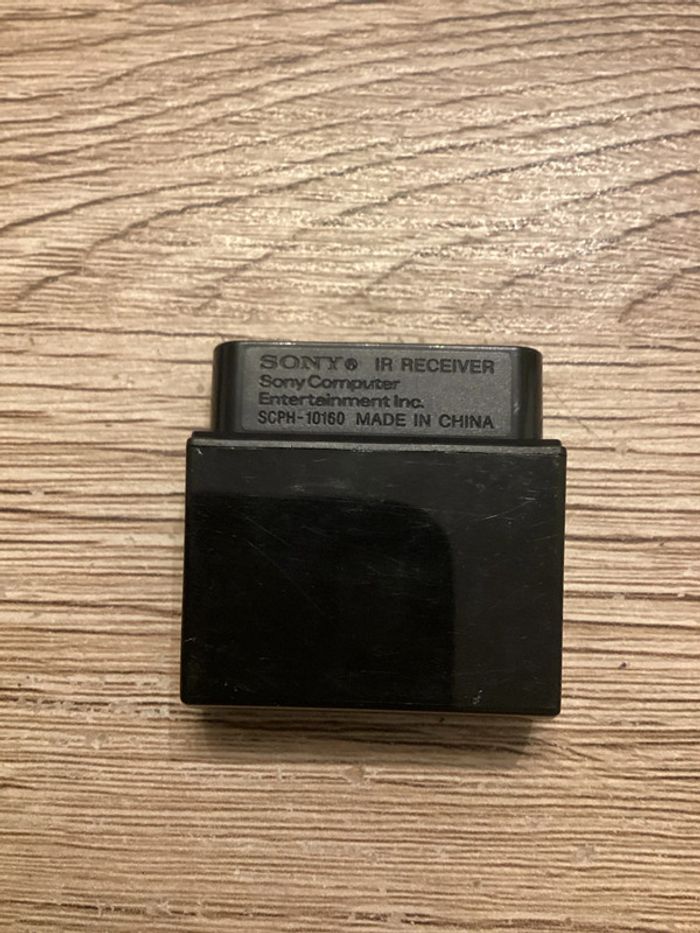 SONY® IR RECEIVER
Sony Computer
Entertainment Inc.
SCPH-10160 MADE IN CHINA